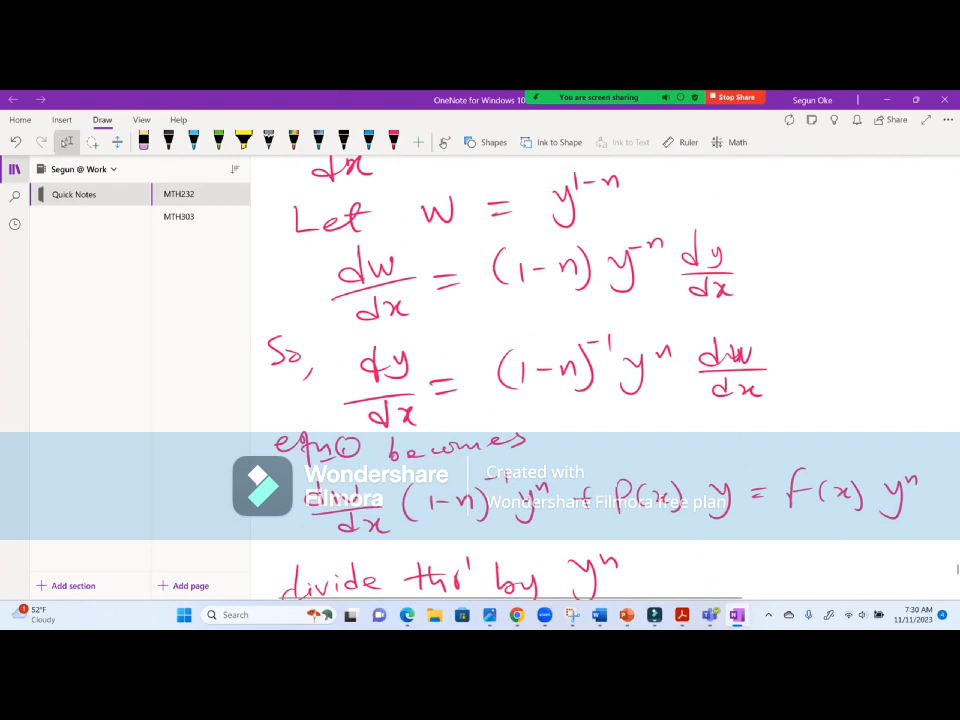 OneNote for Windows 10
You are screen sharing
Stop Share
Segun Oke
Home Insert Draw View Help
Share
Shapes Ink to Shape Ink to Text Ruler Math
Segun @ Work
Quick Notes
MTH232
MTH303
dx
Let w = y^{1-n}
dw/dx = (1-n) y^{-n} dy/dx
So, dy/dx = (1-n)^{-1} y^n dw/dx
eqn ① becomes
dw/dx (1-n)^{-1} y^n + P(x) y = f(x) y^n
Wondershare
Filmora
Created with
Wondershare Filmora free plan
divide thr' by y^n
Add section
Add page
1
52°F
Cloudy
Search
7:30 AM
11/11/2023
4